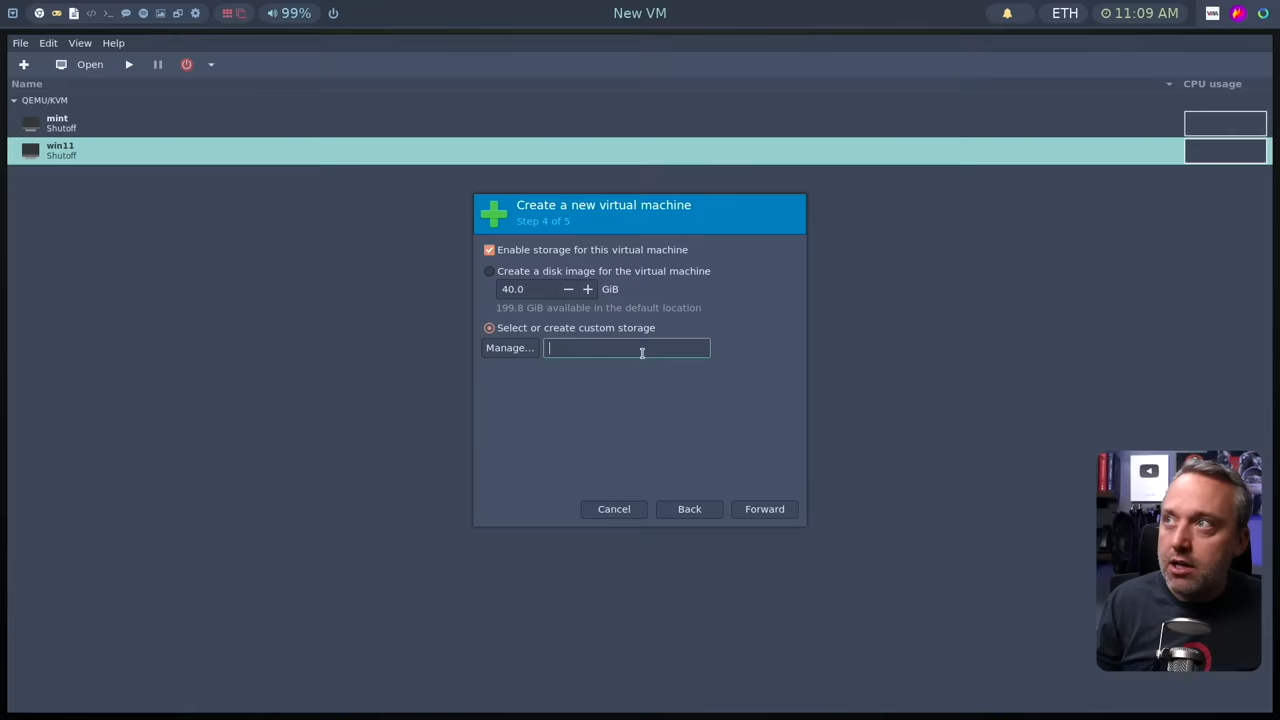 99%
New VM
ETH
11:09 AM
File Edit View Help
Open
Name
CPU usage
QEMU/KVM
mint
Shutoff
win11
Shutoff
Create a new virtual machine
Step 4 of 5
Enable storage for this virtual machine
Create a disk image for the virtual machine
40.0
GiB
199.8 GiB available in the default location
Select or create custom storage
Manage...
Cancel
Back
Forward